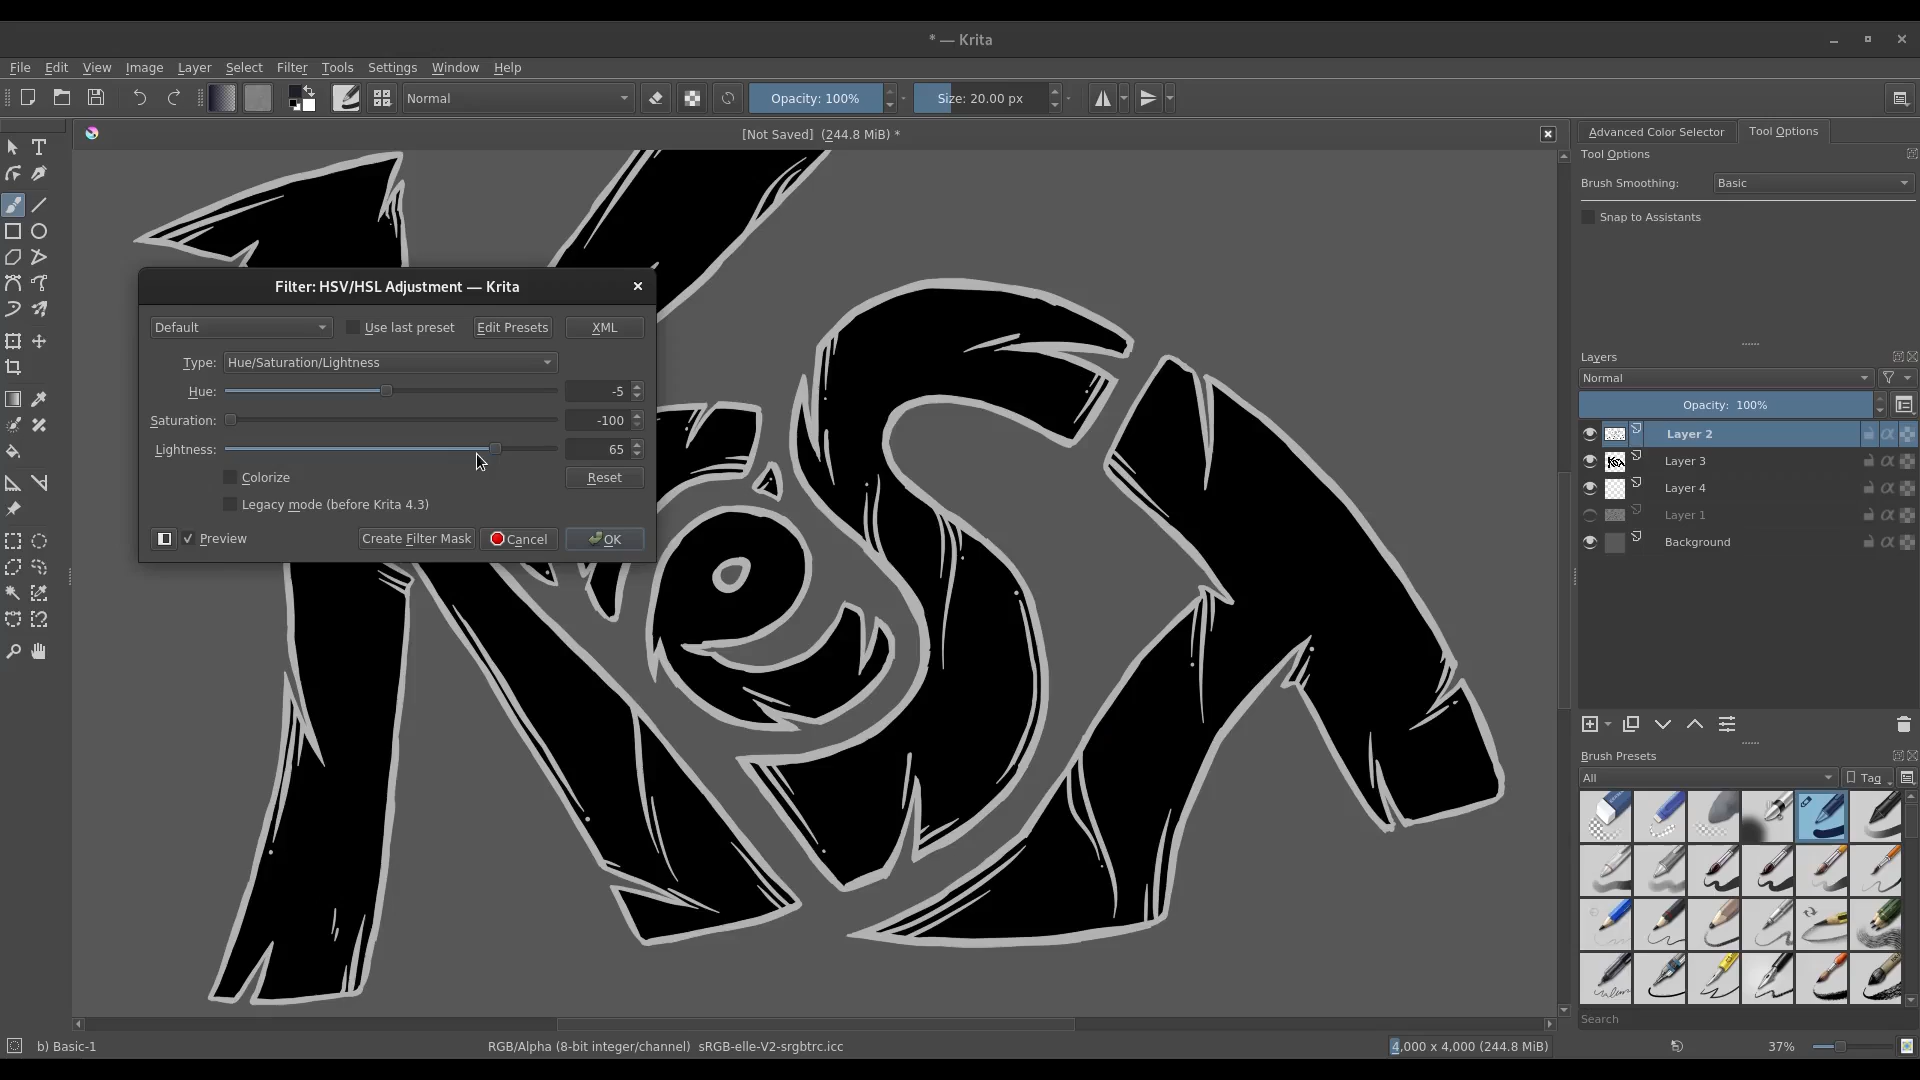 * — Krita
File Edit View Image Layer Select Filter Tools Settings Window Help
Normal Opacity: 100% Size: 20.00 px
[Not Saved] (244.8 MiB) *
Advanced Color Selector Tool Options
Tool Options
Brush Smoothing: Basic
Snap to Assistants
Filter: HSV/HSL Adjustment — Krita
Default Use last preset Edit Presets XML
Type: Hue/Saturation/Lightness
Hue: -5
Saturation: -100
Lightness: 65
Colorize Reset
Legacy mode (before Krita 4.3)
Preview Create Filter Mask Cancel OK
Layers
Normal
Opacity: 100%
Layer 2
Layer 3
Layer 4
Layer 1
Background
Brush Presets
All Tag
Search
b) Basic-1 RGB/Alpha (8-bit integer/channel) sRGB-elle-V2-srgbtrc.icc 4,000 x 4,000 (244.8 MiB) 37%